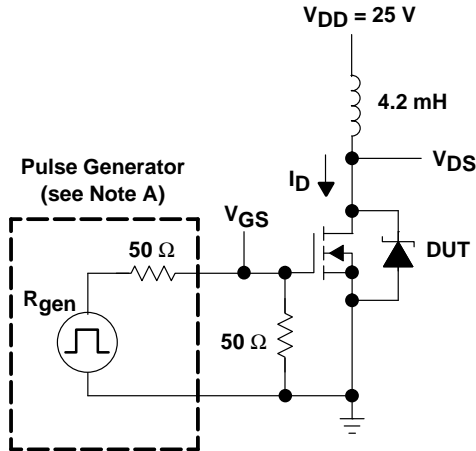 VDD = 25 V
4.2 mH
VDS
ID
Pulse Generator
(see Note A)
VGS
DUT
50 Ω
Rgen
50 Ω